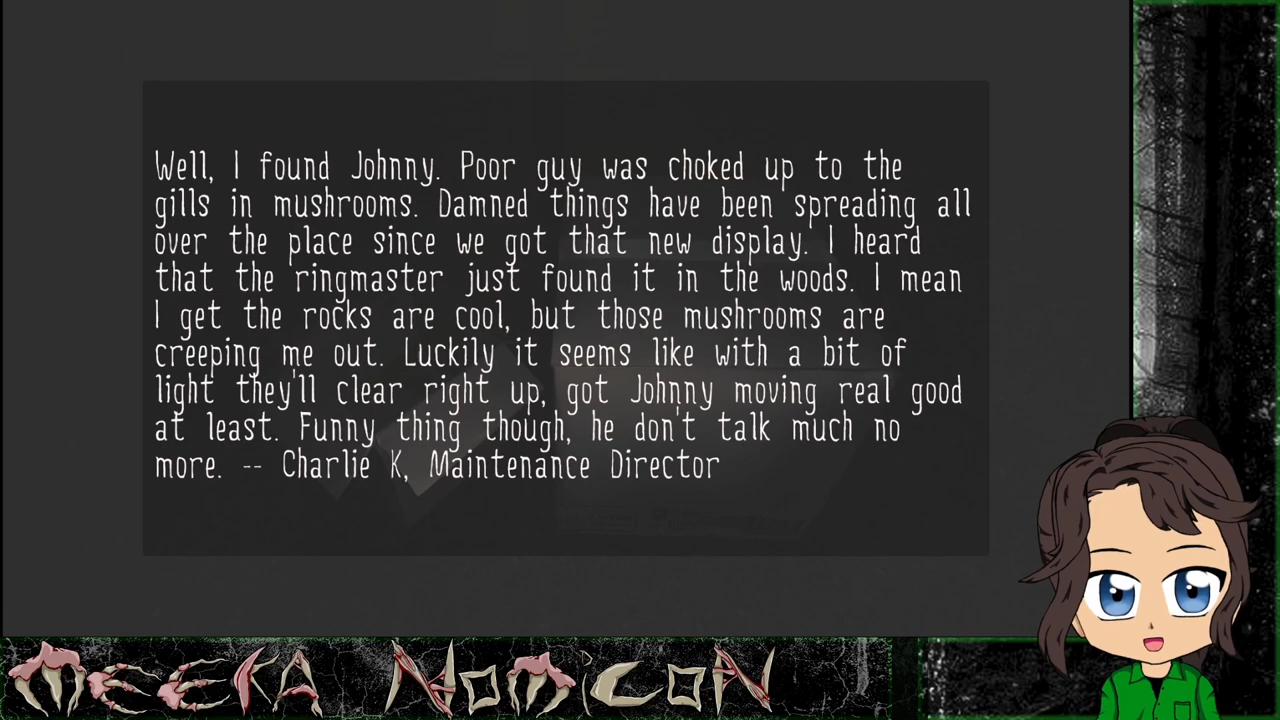 Well, I found Johnny. Poor guy was choked up to the
gills in mushrooms. Damned things have been spreading all
over the place since we got that new display. I heard
that the ringmaster just found it in the woods. I mean
I get the rocks are cool, but those mushrooms are
creeping me out. Luckily it seems like with a bit of
light they'll clear right up, got Johnny moving real good
at least. Funny thing though, he don't talk much no
more. -- Charlie K, Maintenance Director
MEEKA NOMICON